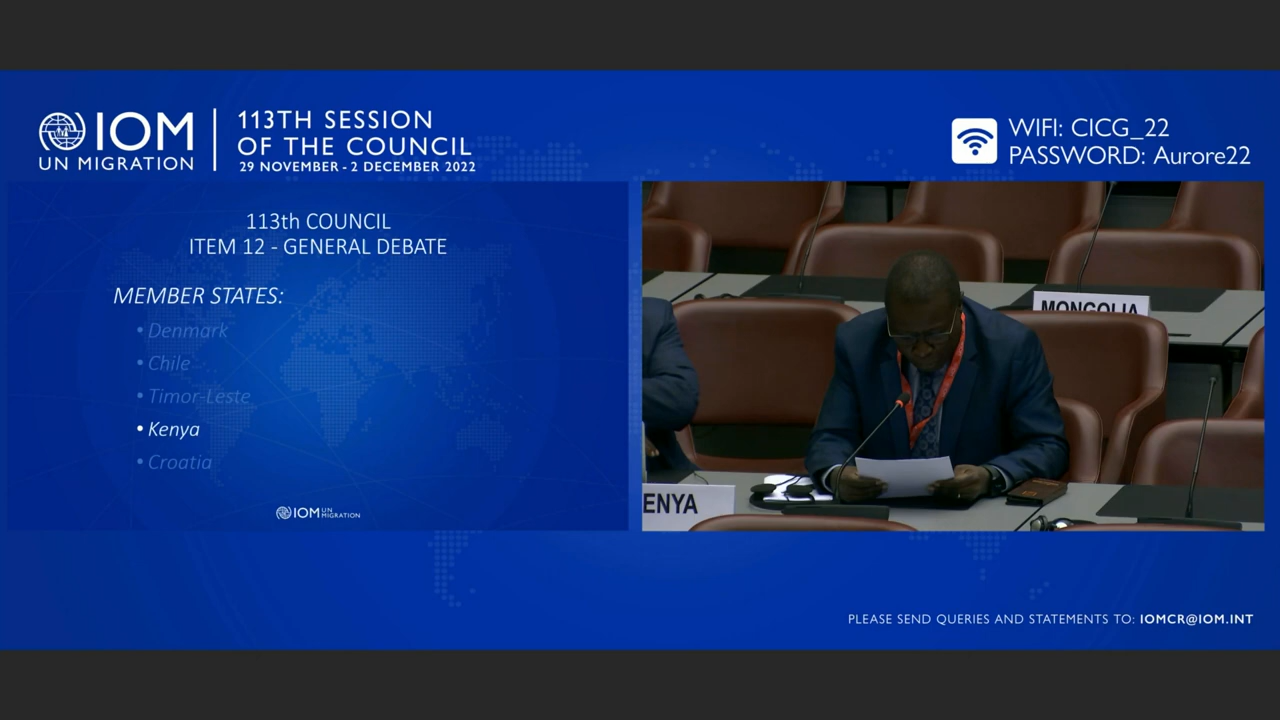 IOM
UN MIGRATION
113TH SESSION
OF THE COUNCIL
29 NOVEMBER - 2 DECEMBER 2022
WIFI: CICG_22
PASSWORD: Aurore22
113th COUNCIL
ITEM 12 - GENERAL DEBATE
MEMBER STATES:
• Denmark
• Chile
• Timor-Leste
• Kenya
• Croatia
IOM UN
MIGRATION
MONGOLIA
ENYA
PLEASE SEND QUERIES AND STATEMENTS TO: IOMCR@IOM.INT